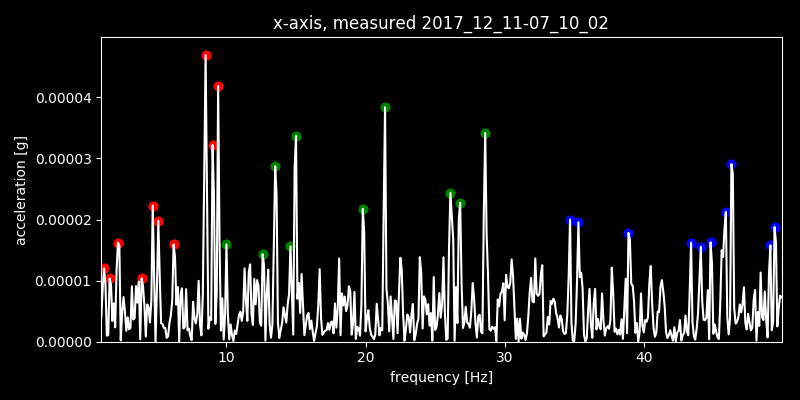 x-axis, measured 2017_12_11-07_10_02
acceleration [g]
0.00004
0.00003
0.00002
0.00001
0.00000
10 20 30 40
frequency [Hz]